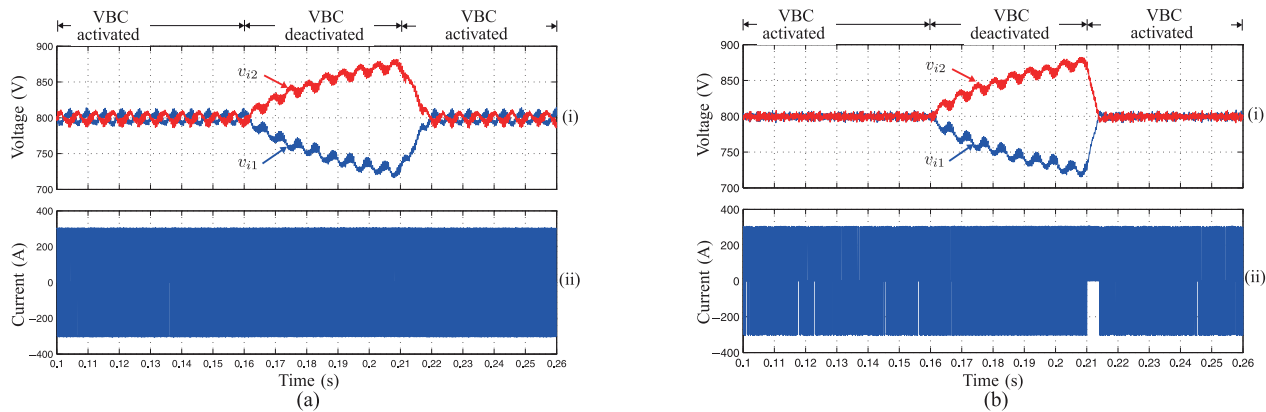 VBC activated
VBC deactivated
VBC activated
900
850
800
750
700
Voltage (V)
v_{i2}
v_{i1}
(i)
400
200
0
−200
−400
Current (A)
(ii)
0.1 0.11 0.12 0.13 0.14 0.15 0.16 0.17 0.18 0.19 0.2 0.21 0.22 0.23 0.24 0.25 0.26
Time (s)
(a)
VBC activated
VBC deactivated
VBC activated
900
850
800
750
700
Voltage (V)
v_{i2}
v_{i1}
(i)
400
200
0
−200
−400
Current (A)
(ii)
0.1 0.11 0.12 0.13 0.14 0.15 0.16 0.17 0.18 0.19 0.2 0.21 0.22 0.23 0.24 0.25 0.26
Time (s)
(b)